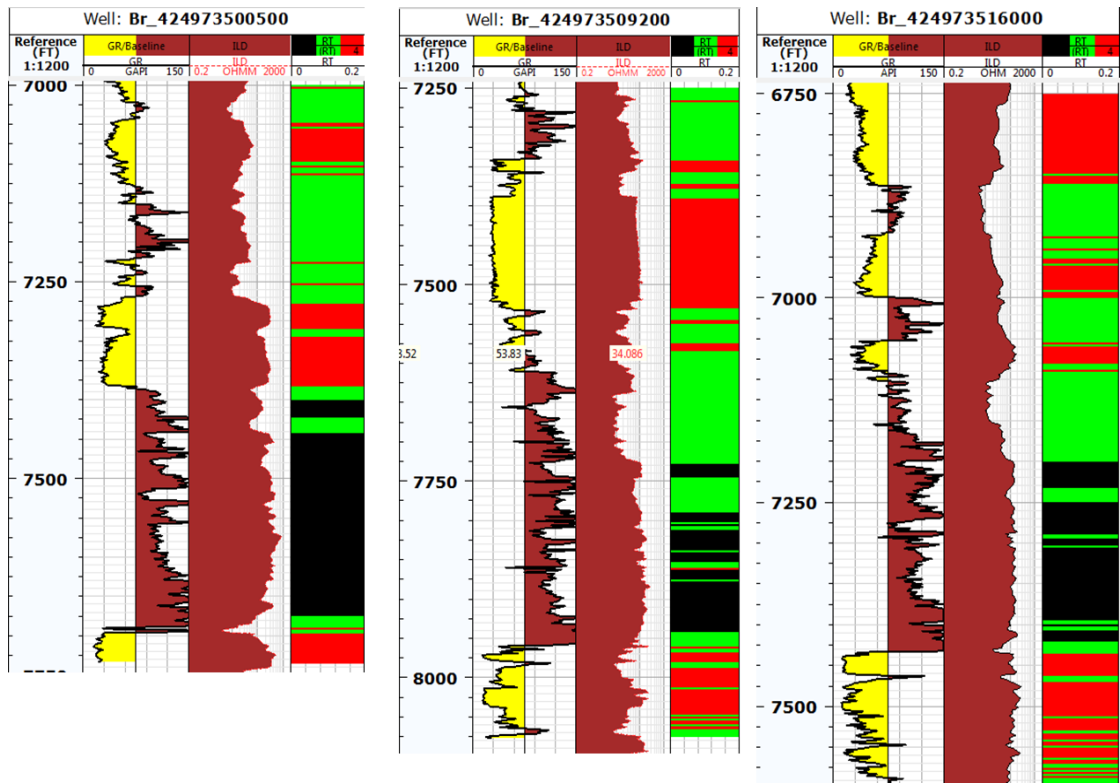 Well: Br_424973500500
Reference (FT) 1:1200
GR/Baseline
GR
0 GAPI 150
ILD
ILD
0.2 OHMM 2000
RT
(RT) 4
RT
0 0.2
7000
7250
7500
Well: Br_424973509200
Reference (FT) 1:1200
GR/Baseline
GR
0 GAPI 150
ILD
ILD
0.2 OHMM 2000
RT
(RT) 4
RT
0 0.2
7250
7500
3.52 53.83 34.086
7750
8000
Well: Br_424973516000
Reference (FT) 1:1200
GR/Baseline
GR
0 API 150
ILD
ILD
0.2 OHM 2000
RT
(RT) 4
RT
0 0.2
6750
7000
7250
7500